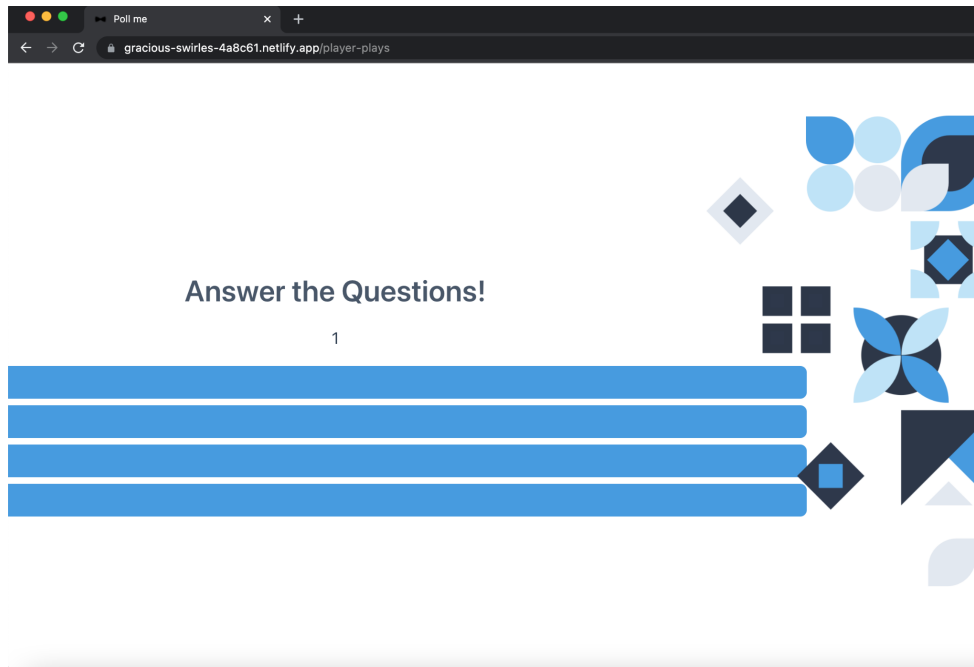 Poll me
gracious-swirles-4a8c61.netlify.app/player-plays
Answer the Questions!
1